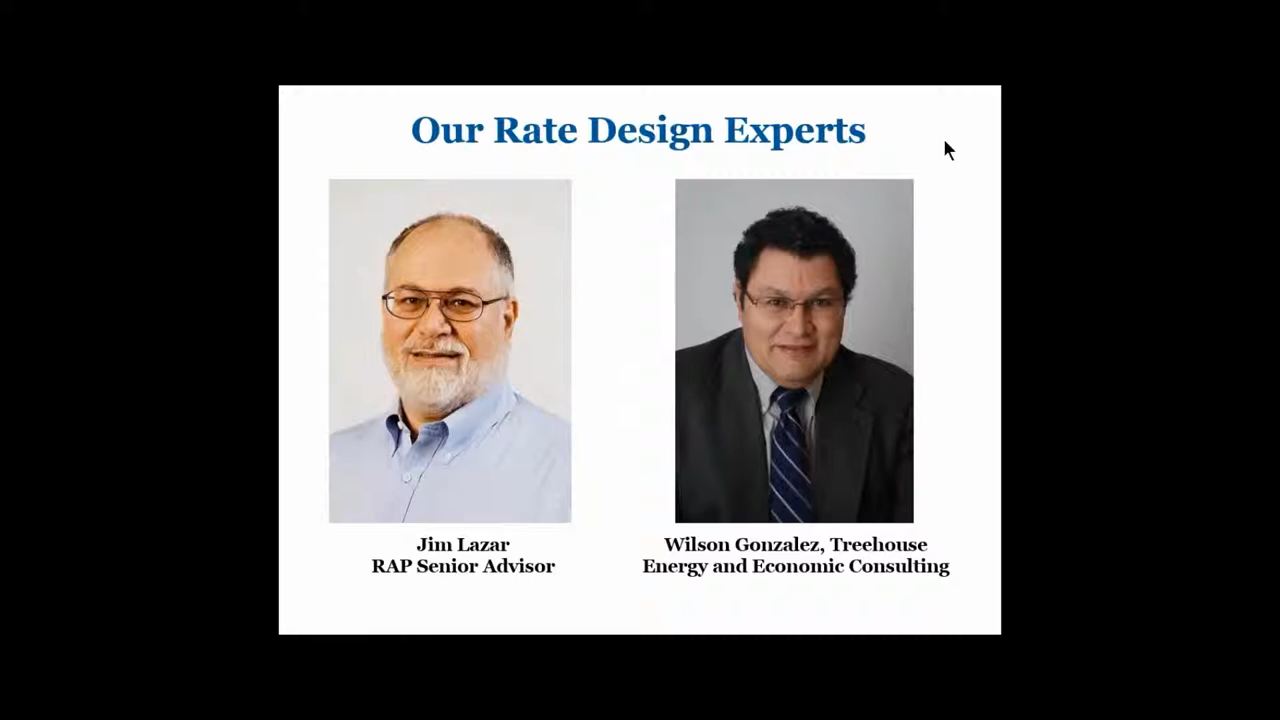 Our Rate Design Experts
Jim Lazar
RAP Senior Advisor
Wilson Gonzalez, Treehouse
Energy and Economic Consulting